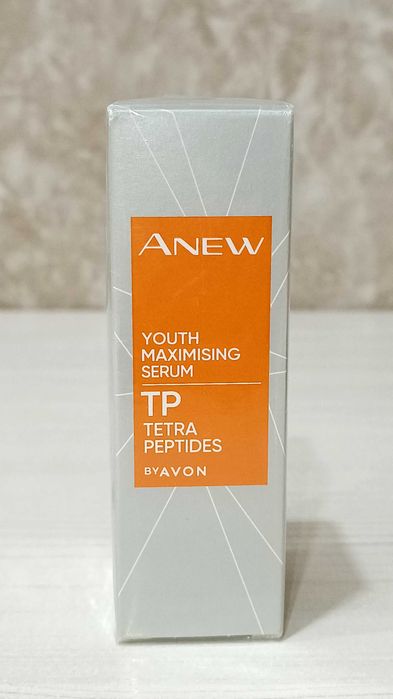 ANEW
YOUTH
MAXIMISING
SERUM
TP
TETRA
PEPTIDES
BY AVON